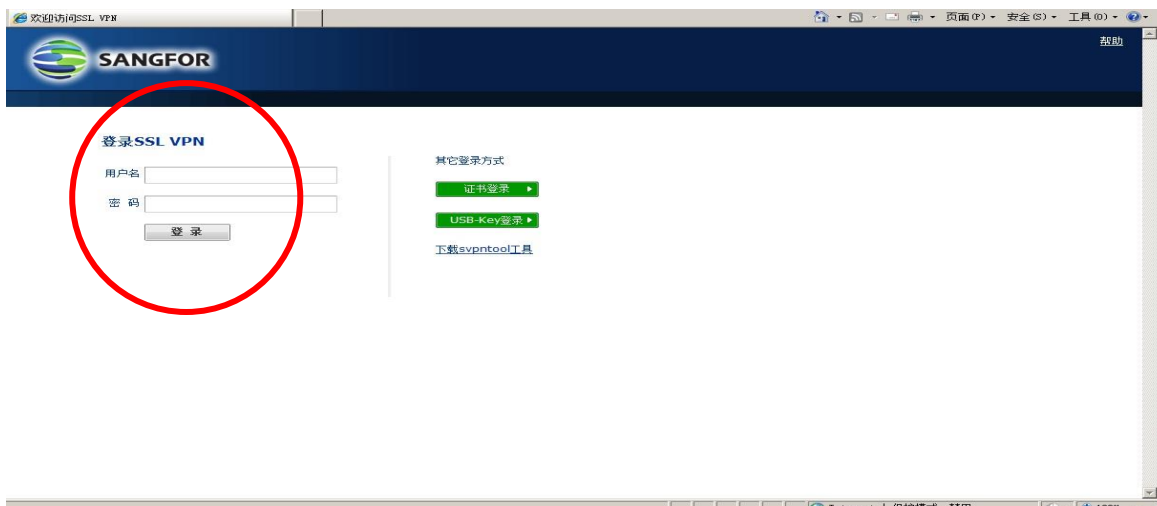 欢迎访问SSL VPN
页面(P) 安全(S) 工具(O)
SANGFOR
帮助
登录SSL VPN
用户名
密 码
登 录
其它登录方式
证书登录
USB-Key登录
下载svpntool工具